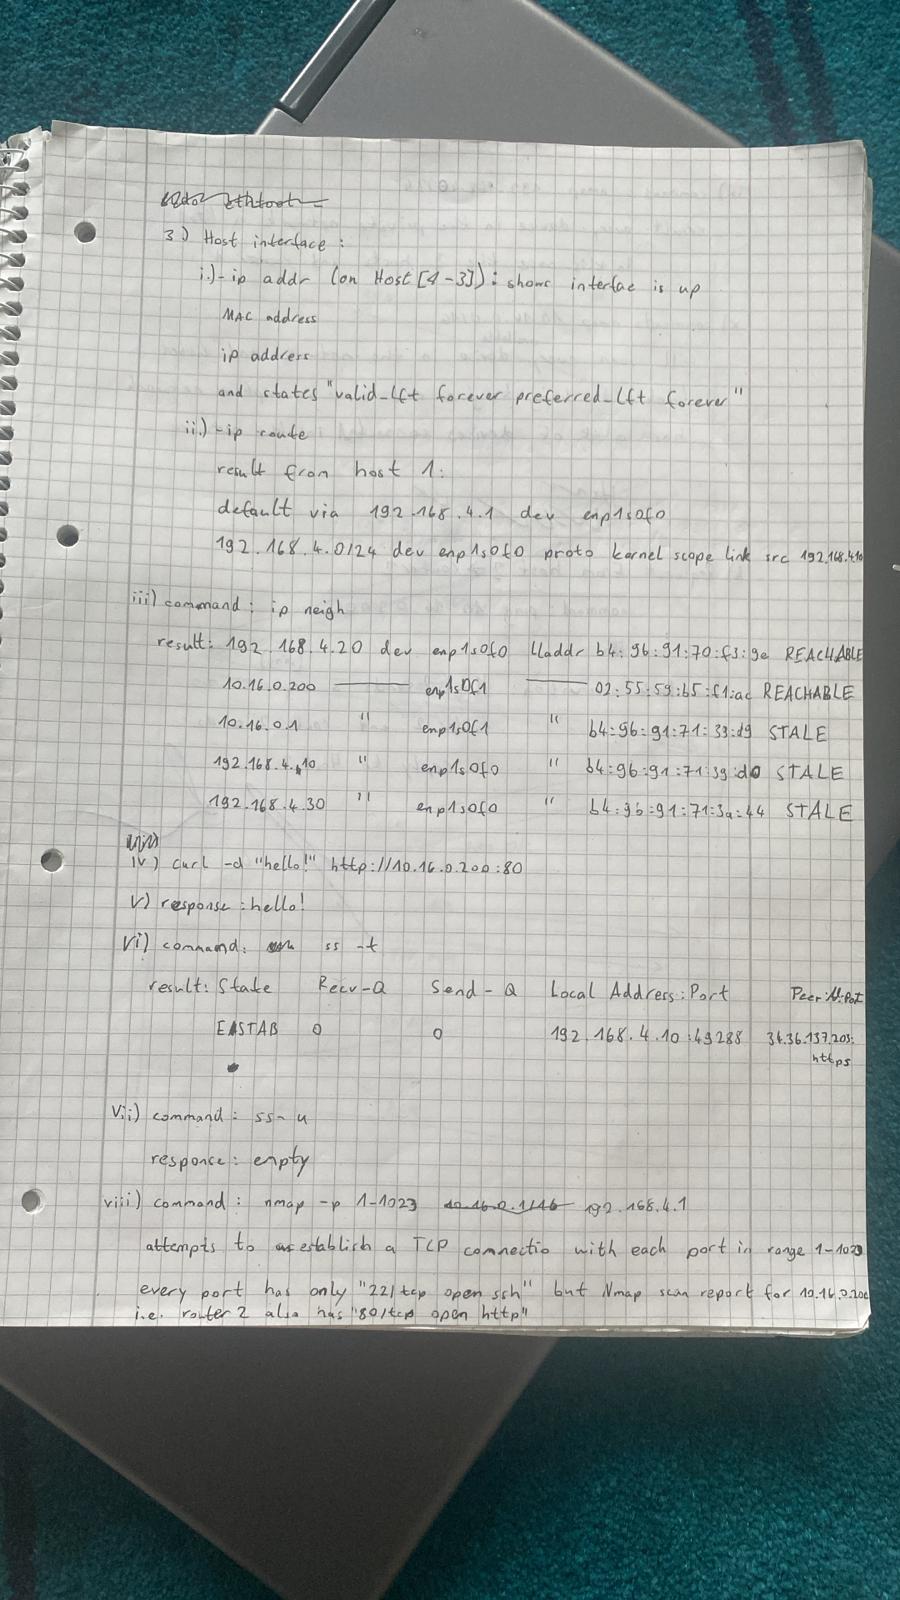 3) Host interface :
i.)- ip addr (on Host [1-3]) : shows interfae is up
MAC address
ip address
and states "valid_lft forever preferred_lft forever"
ii.) -ip route
result from host 1:
default via 192.168.4.1 dev enp1s0f0
192.168.4.0/24 dev enp1s0f0 proto kernel scope link src 192.168.4.10
iii) command : ip neigh
result: 192.168.4.20 dev enp1s0f0 lladdr b4:96:91:70:f3:9e REACHABLE
10.16.0.200 —— enp1s0f1 —— 02:55:59:b5:f1:ac REACHABLE
10.16.0.1 " enp1s0f1 " b4:96:91:71:33:d9 STALE
192.168.4.10 " enp1s0f0 " b4:96:91:71:39:d0 STALE
192.168.4.30 " enp1s0f0 " b4:96:91:71:3a:44 STALE
iv) curl -d "hello!" http://10.16.0.200:80
v) response : hello!
vi) command: ss -t
result: State Recv-Q Send-Q Local Address:Port Peer
EASTAB 0 0 192.168.4.10:49288 34.36.137.203:
https
vii) command : ss- u
responce : empty
viii) command : nmap -p 1-1023 192.168.4.1
attempts to establish a TCP connectio with each port in range 1-1023
every port has only "22/tcp open ssh" but Nmap scan report for 10.16.0.200
i.e. router 2 also has "80/tcp open http"